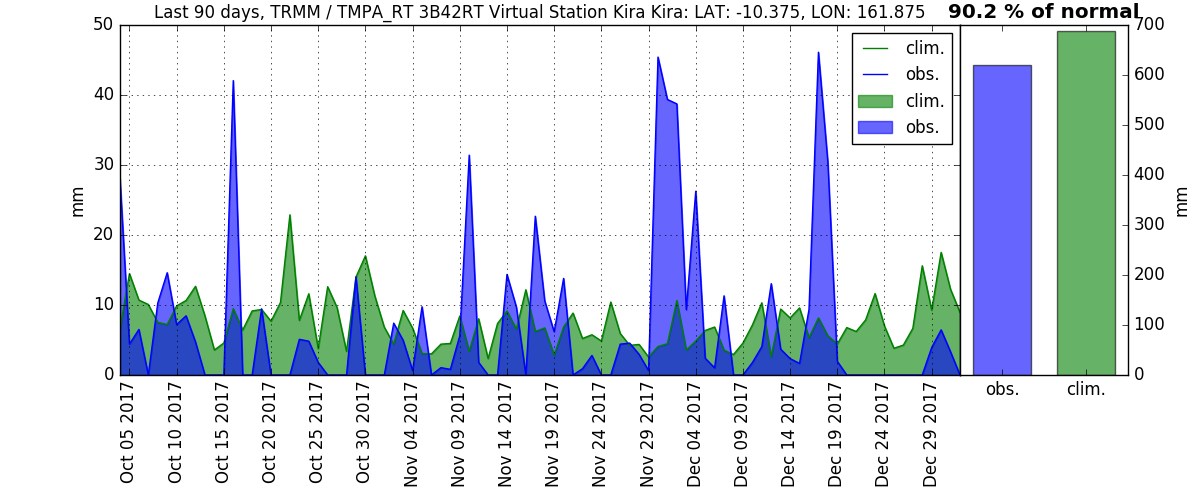 Last 90 days, TRMM / TMPA_RT 3B42RT Virtual Station Kira Kira: LAT: -10.375, LON: 161.875
90.2 % of normal
50
40
30
20
10
0
mm
clim.
obs.
clim.
obs.
700
600
500
400
300
200
100
0
mm
obs.
clim.
Oct 05 2017
Oct 10 2017
Oct 15 2017
Oct 20 2017
Oct 25 2017
Oct 30 2017
Nov 04 2017
Nov 09 2017
Nov 14 2017
Nov 19 2017
Nov 24 2017
Nov 29 2017
Dec 04 2017
Dec 09 2017
Dec 14 2017
Dec 19 2017
Dec 24 2017
Dec 29 2017